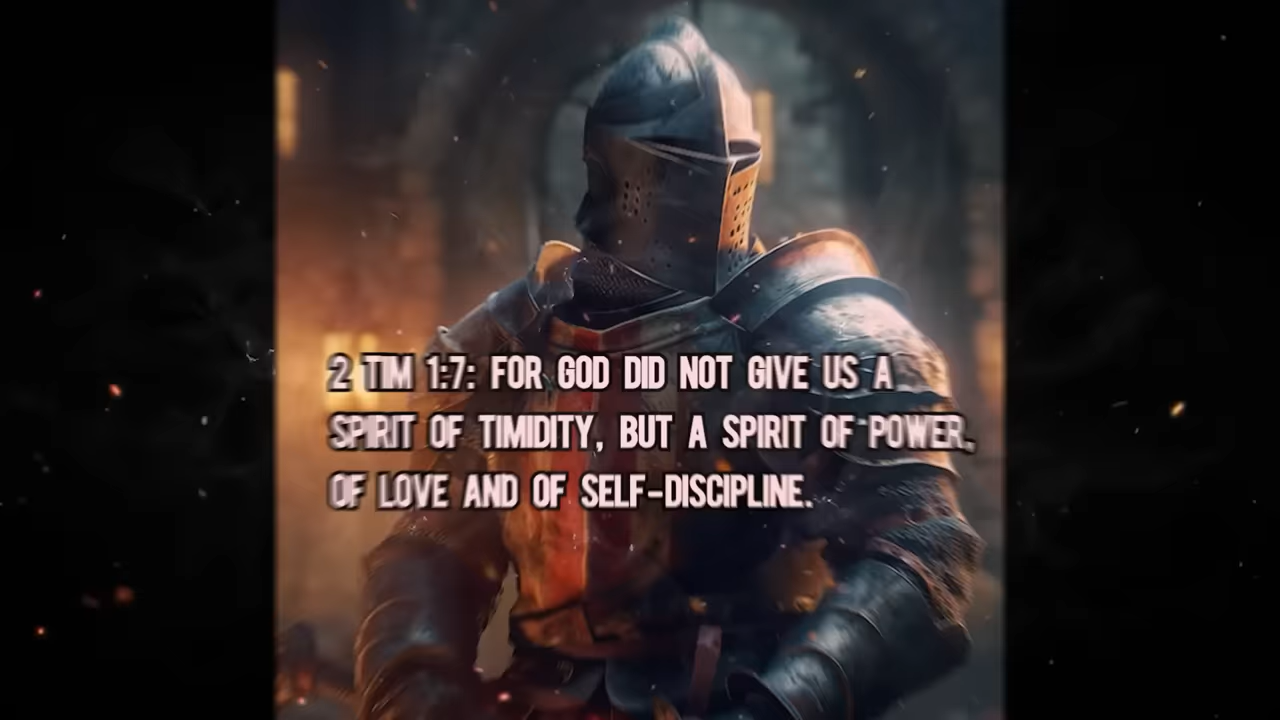 2 TIM 1:7: FOR GOD DID NOT GIVE US A
SPIRIT OF TIMIDITY, BUT A SPIRIT OF POWER,
OF LOVE AND OF SELF-DISCIPLINE.